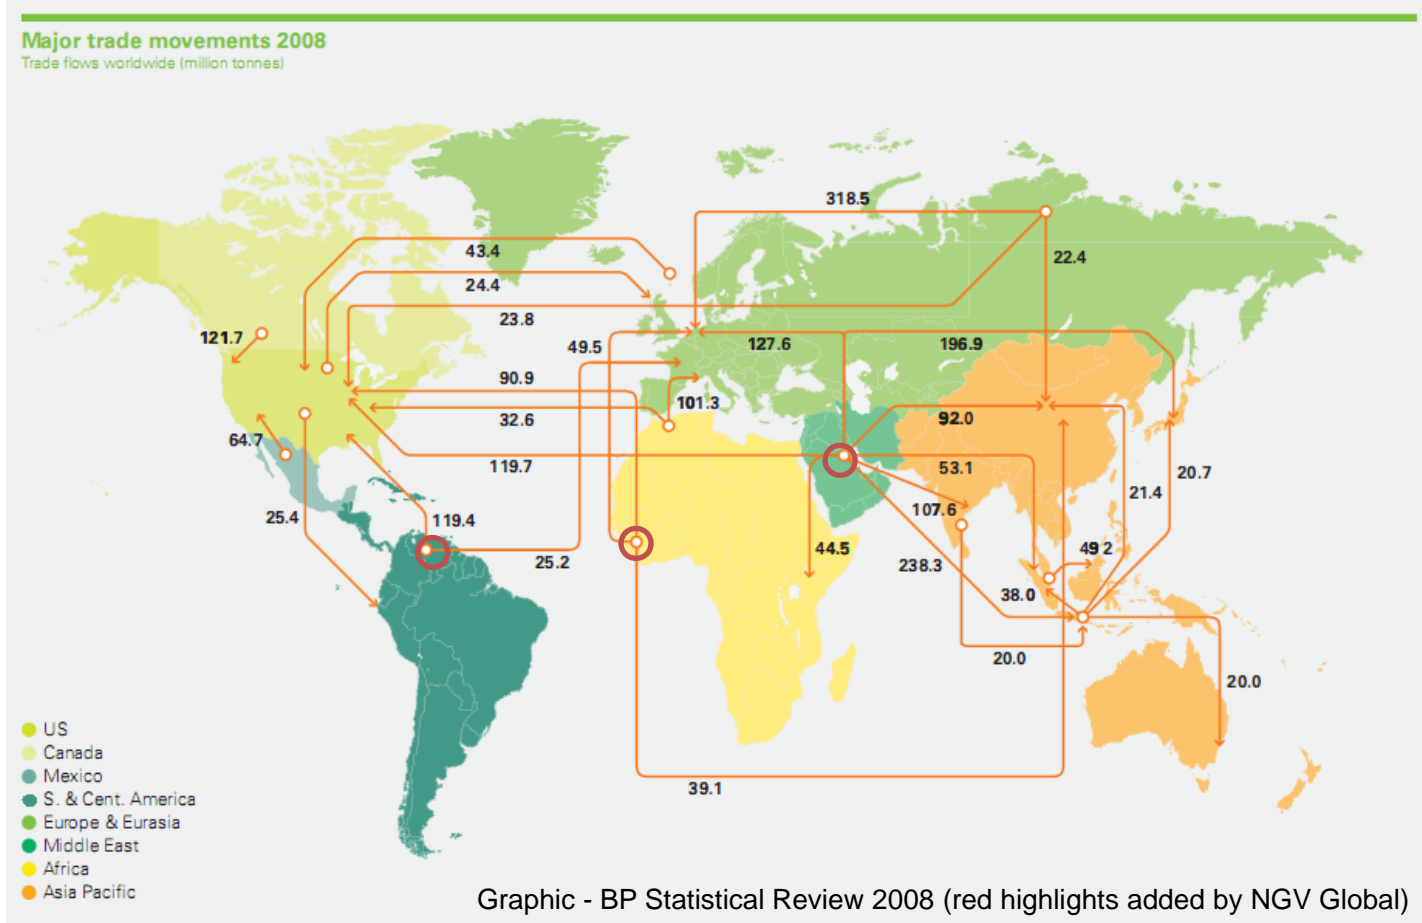 Major trade movements 2008
Trade flows worldwide (million tonnes)
318.5
43.4
22.4
24.4
23.8
121.7
49.5
127.6
196.9
90.9
101.3
32.6
92.0
64.7
119.7
53.1
20.7
21.4
107.6
25.4
119.4
25.2
44.5
238.3
49 2
38.0
20.0
20.0
39.1
US
Canada
Mexico
S. & Cent. America
Europe & Eurasia
Middle East
Africa
Asia Pacific
Graphic - BP Statistical Review 2008 (red highlights added by NGV Global)